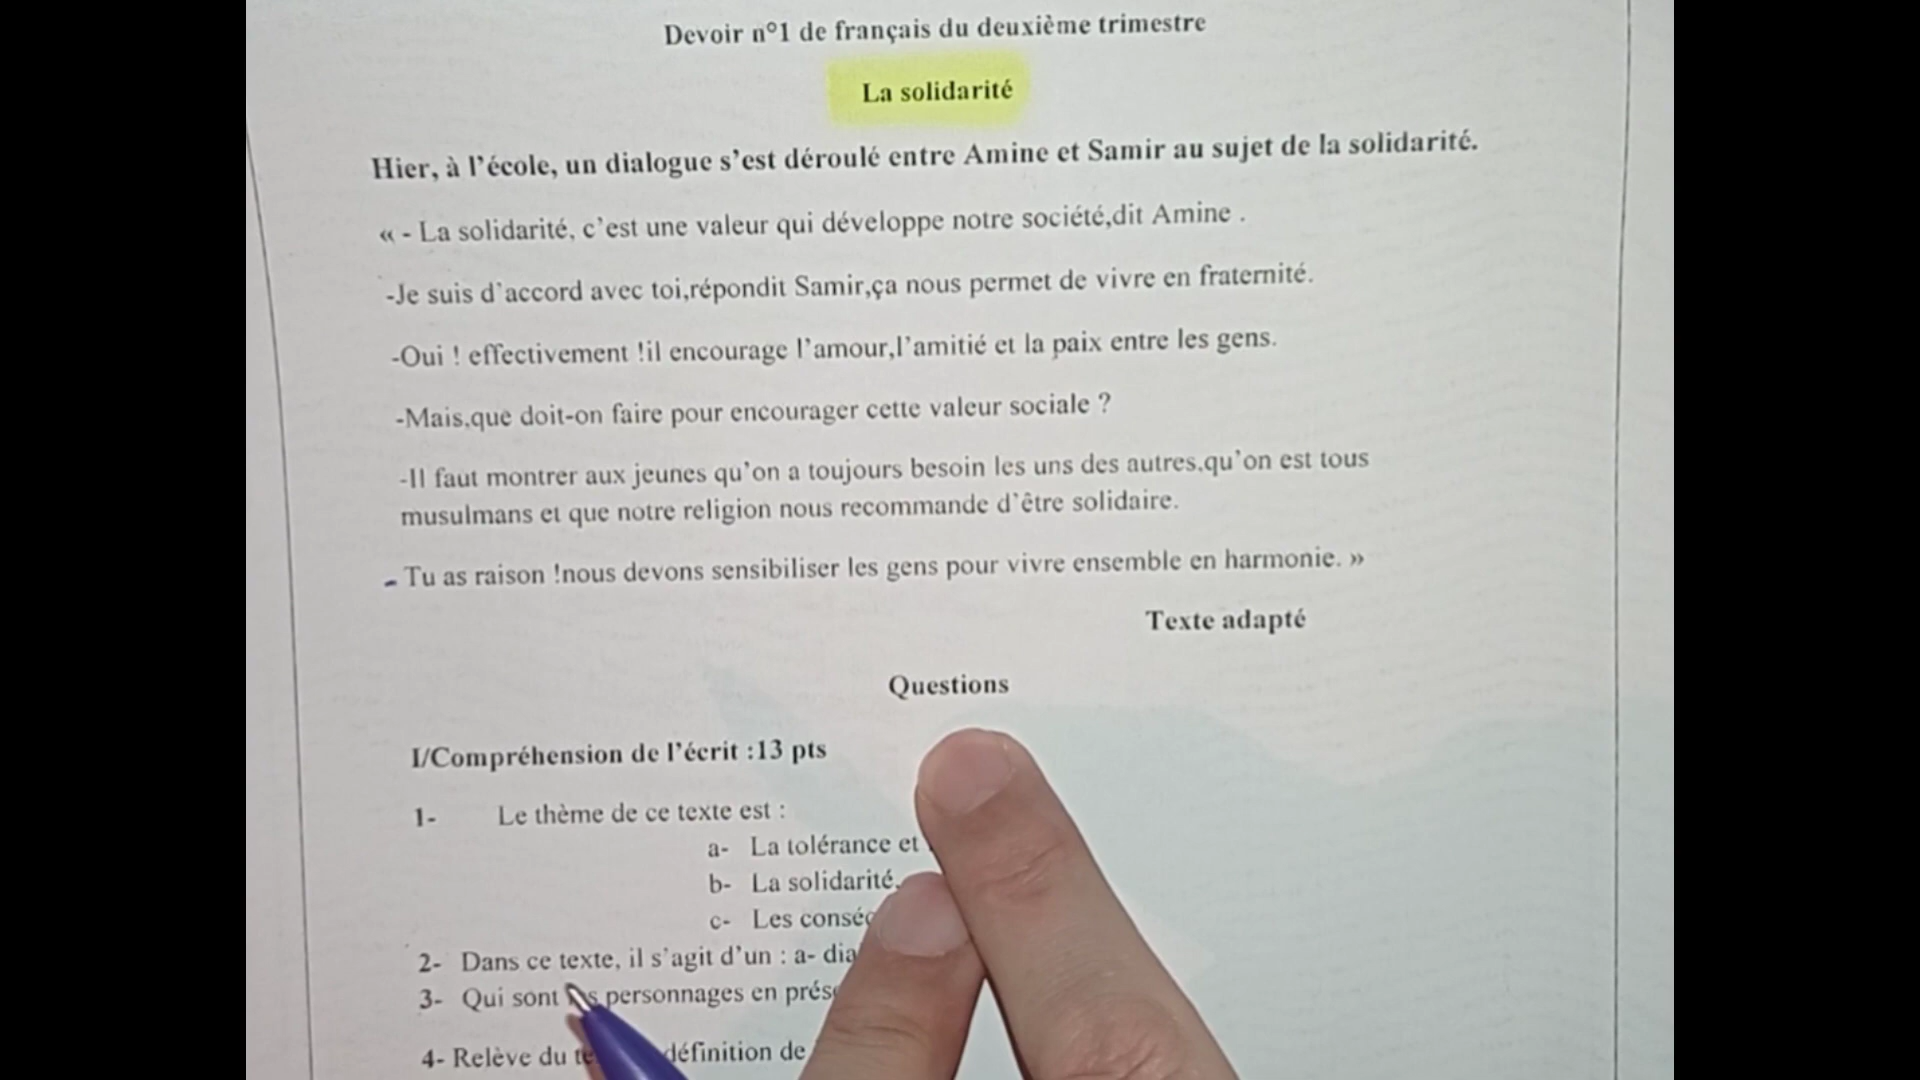 Devoir n°1 de français du deuxième trimestre
La solidarité
Hier, à l'école, un dialogue s'est déroulé entre Amine et Samir au sujet de la solidarité.
« - La solidarité, c'est une valeur qui développe notre société,dit Amine .
-Je suis d'accord avec toi,répondit Samir,ça nous permet de vivre en fraternité.
-Oui ! effectivement !il encourage l'amour,l'amitié et la paix entre les gens.
-Mais,que doit-on faire pour encourager cette valeur sociale ?
-Il faut montrer aux jeunes qu'on a toujours besoin les uns des autres,qu'on est tous
musulmans et que notre religion nous recommande d'être solidaire.
- Tu as raison !nous devons sensibiliser les gens pour vivre ensemble en harmonie. »
Texte adapté
Questions
I/Compréhension de l'écrit :13 pts
1- Le thème de ce texte est :
a- La tolérance et
b- La solidarité.
c- Les
2- Dans ce texte, il s'agit d'un : a-
3- Qui sont personnages en
4- Relève du définition de